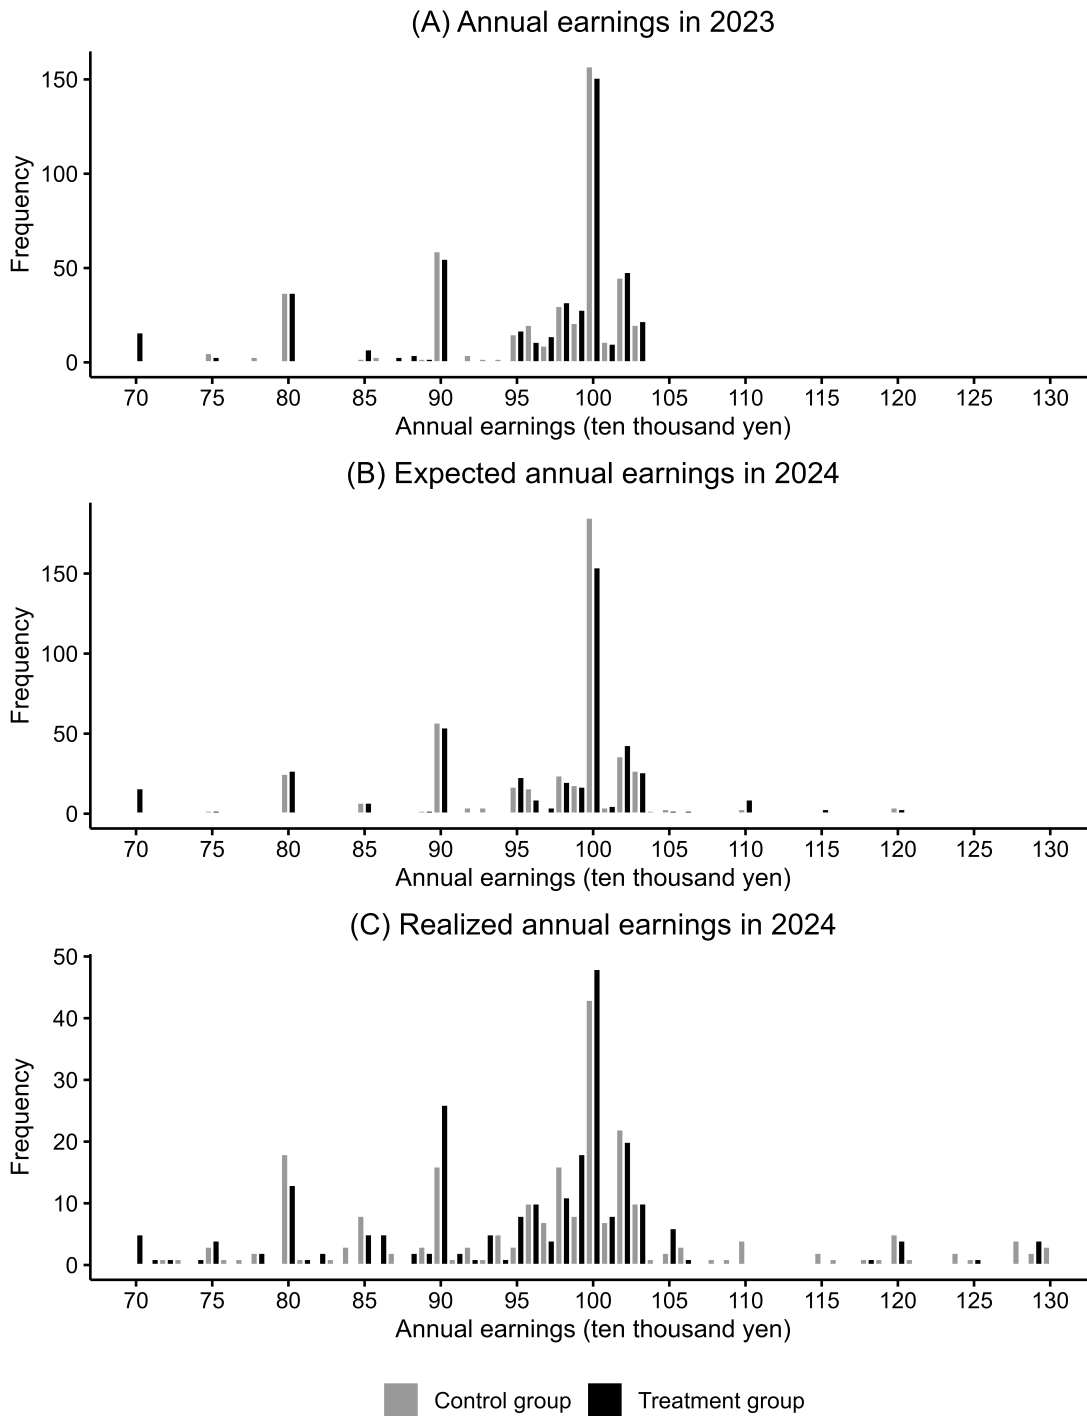 (A) Annual earnings in 2023
Frequency
150
100
50
0
70 75 80 85 90 95 100 105 110 115 120 125 130
Annual earnings (ten thousand yen)
(B) Expected annual earnings in 2024
Frequency
150
100
50
0
70 75 80 85 90 95 100 105 110 115 120 125 130
Annual earnings (ten thousand yen)
(C) Realized annual earnings in 2024
Frequency
50
40
30
20
10
0
70 75 80 85 90 95 100 105 110 115 120 125 130
Annual earnings (ten thousand yen)
Control group Treatment group